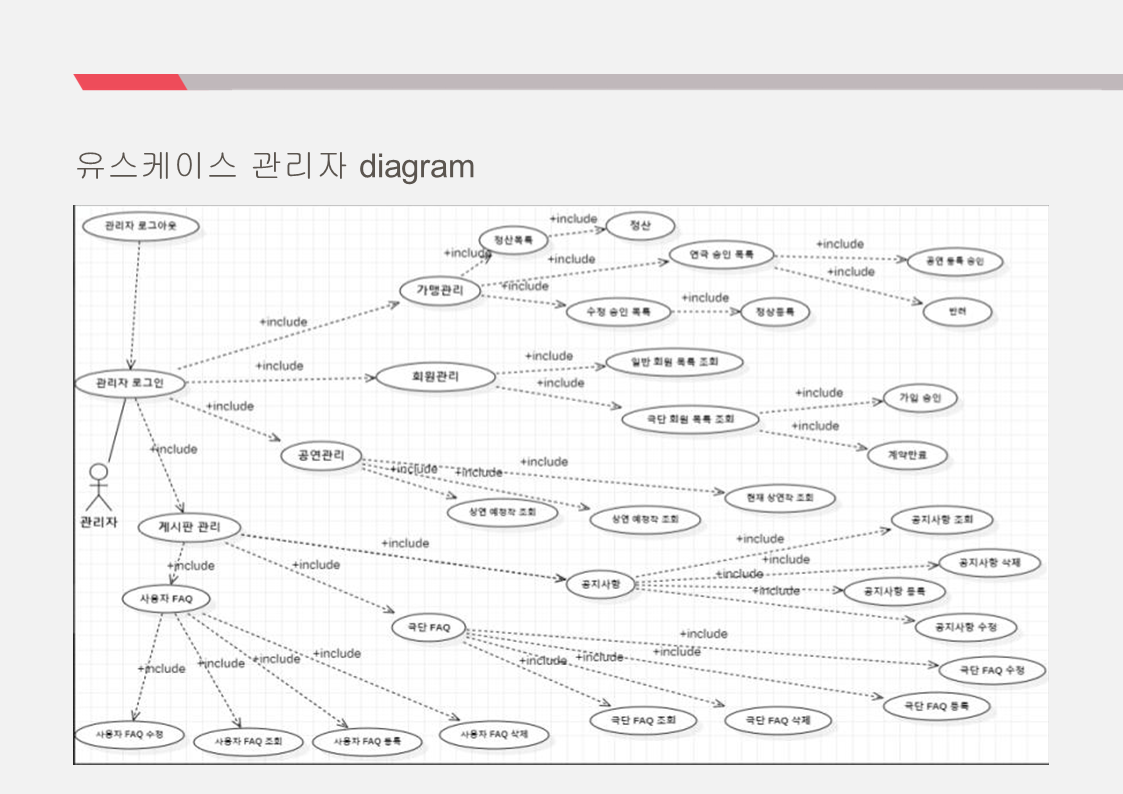 유스케이스 관리자 diagram
관리자 로그아웃
+include
정산
정산목록
+include
가맹관리
+include
연극 승인 목록
+include
공연 등록 승인
+include
반려
+include
수정 승인 목록
+include
정상등록
+include
관리자 로그인
+include
회원관리
+include
일반 회원 목록 조회
+include
극단 회원 목록 조회
+include
가입 승인
+include
계약만료
+include
공연관리
+include
+include
+include
상연 예정작 조회
상연 예정작 조회
현재 상연작 조회
+include
관리자
게시판 관리
+include
공지사항
+include
공지사항 조회
+include
공지사항 삭제
+include
공지사항 등록
+include
공지사항 수정
+include
사용자 FAQ
+include
극단 FAQ
+include
극단 FAQ 수정
+include
극단 FAQ 등록
+include
+include
극단 FAQ 조회
극단 FAQ 삭제
+include
+include
+include
+include
사용자 FAQ 수정
사용자 FAQ 조회
사용자 FAQ 등록
사용자 FAQ 삭제